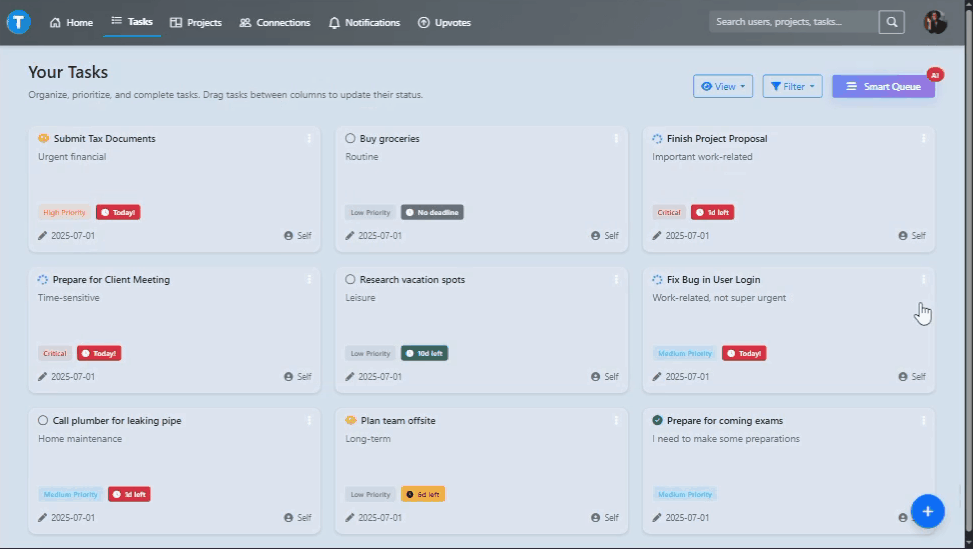 T Home Tasks Projects Connections Notifications Upvotes Search users, projects, tasks...
Your Tasks
Organize, prioritize, and complete tasks. Drag tasks between columns to update their status.
View Filter Smart Queue AI
Submit Tax Documents
Urgent financial
High Priority Today!
2025-07-01 Self
Buy groceries
Routine
Low Priority No deadline
2025-07-01 Self
Finish Project Proposal
Important work-related
Critical 1d left
2025-07-01 Self
Prepare for Client Meeting
Time-sensitive
Critical Today!
2025-07-01 Self
Research vacation spots
Leisure
Low Priority 10d left
2025-07-01 Self
Fix Bug in User Login
Work-related, not super urgent
Medium Priority Today!
2025-07-01 Self
Call plumber for leaking pipe
Home maintenance
Medium Priority 1d left
2025-07-01 Self
Plan team offsite
Long-term
Low Priority 6d left
2025-07-01 Self
Prepare for coming exams
I need to make some preparations
Medium Priority
2025-07-01
+